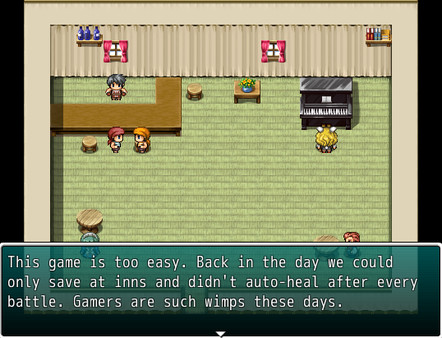 This game is too easy. Back in the day we could
only save at inns and didn't auto-heal after every
battle. Gamers are such wimps these days.